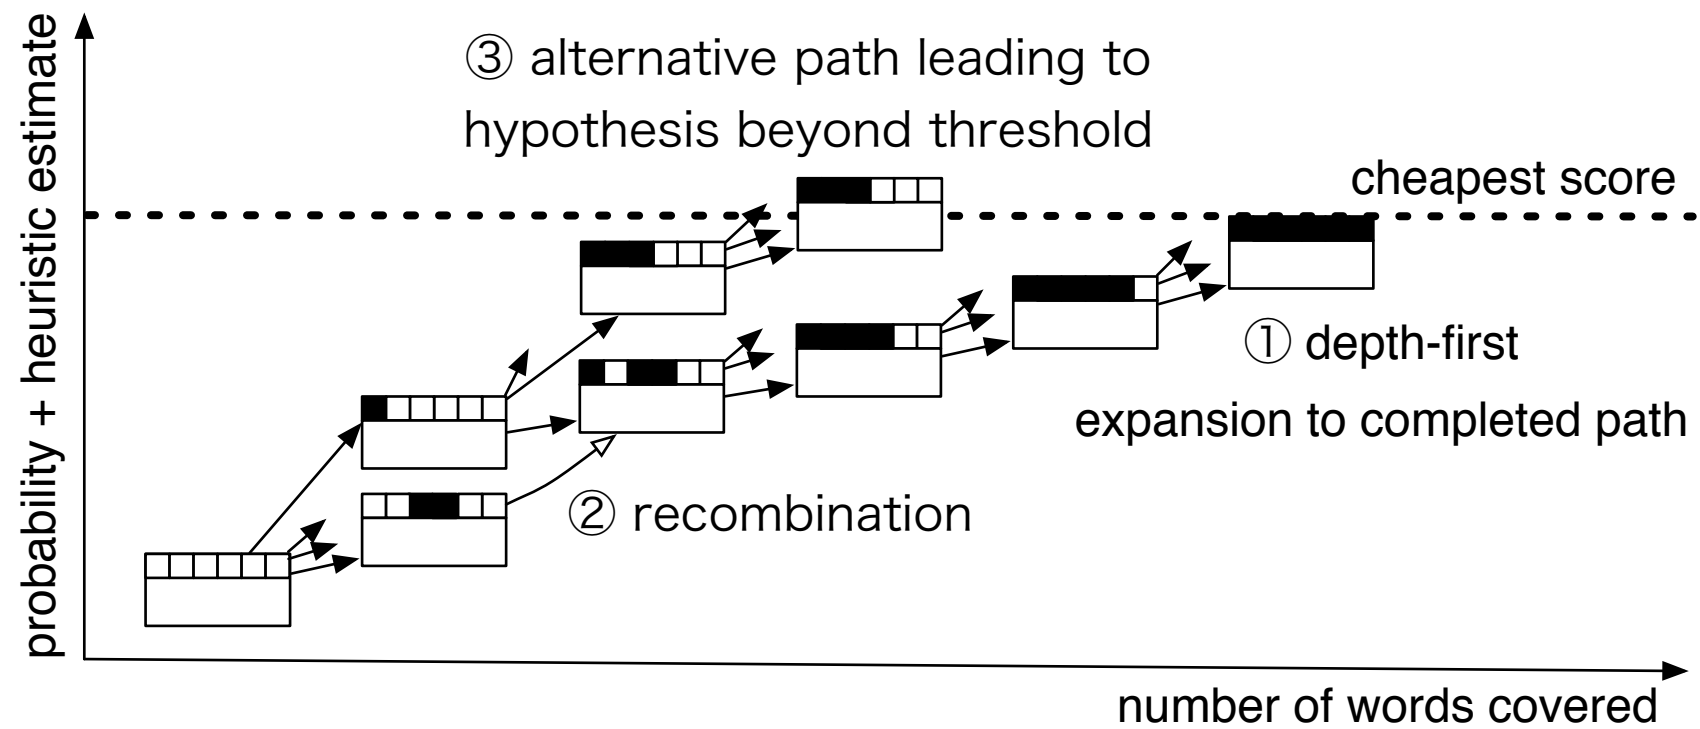 ③ alternative path leading to
hypothesis beyond threshold
cheapest score
probability + heuristic estimate
① depth-first
expansion to completed path
② recombination
number of words covered